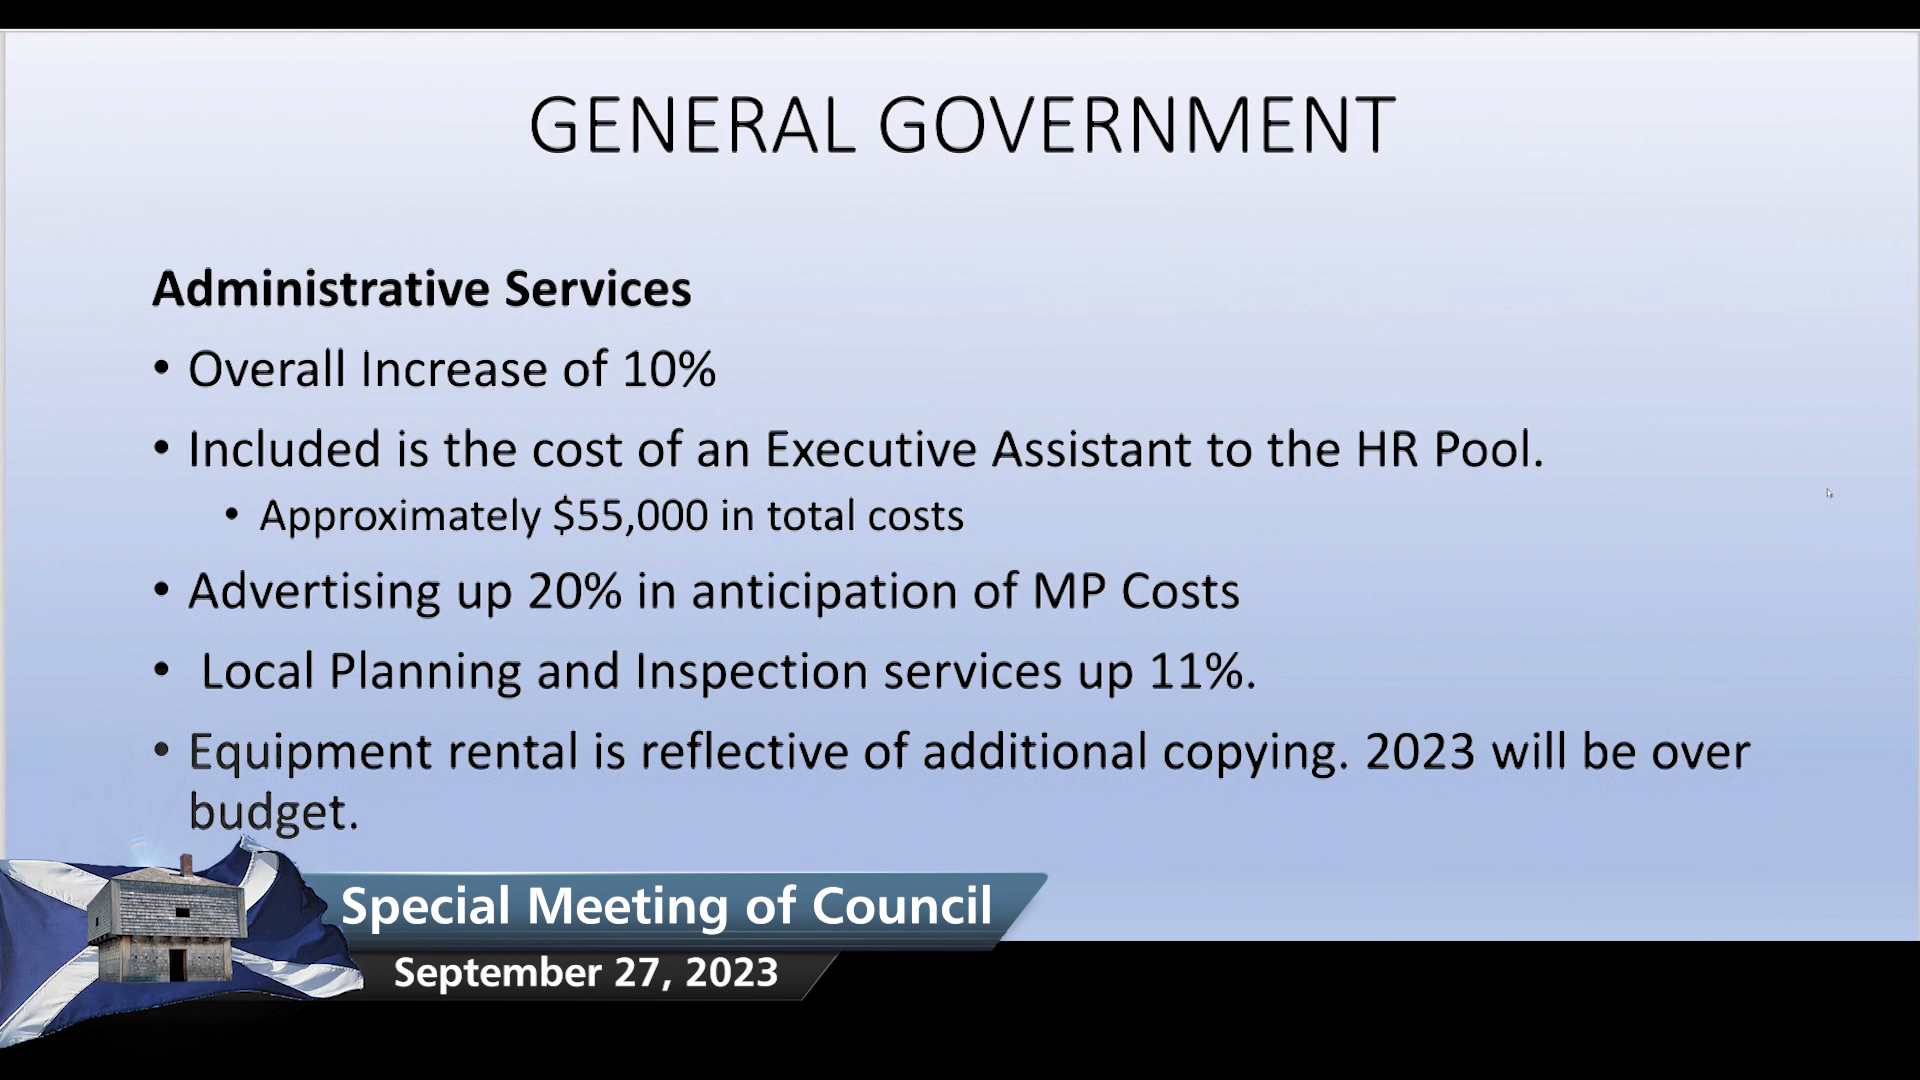 GENERAL GOVERNMENT
Administrative Services
• Overall Increase of 10%
• Included is the cost of an Executive Assistant to the HR Pool.
• Approximately $55,000 in total costs
• Advertising up 20% in anticipation of MP Costs
• Local Planning and Inspection services up 11%.
• Equipment rental is reflective of additional copying. 2023 will be over
budget.
Special Meeting of Council
September 27, 2023